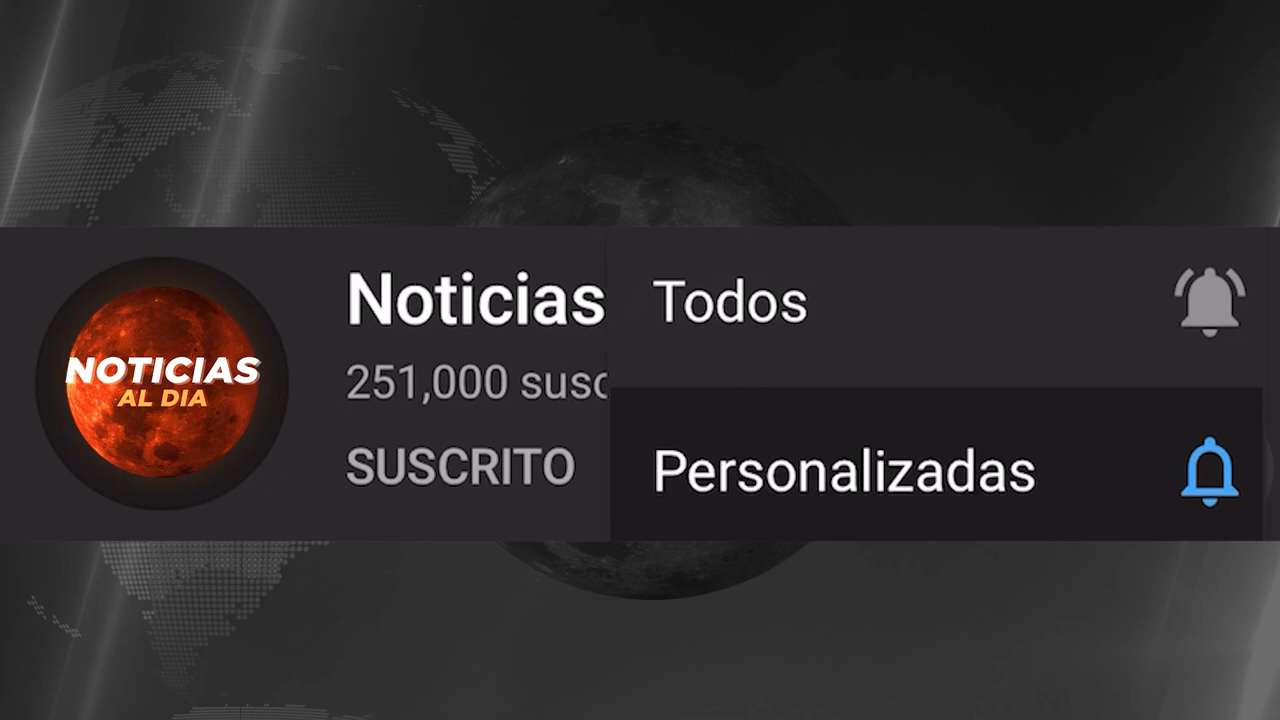 NOTICIAS
AL DIA
Noticias
251,000 susc
SUSCRITO
Todos
Personalizadas